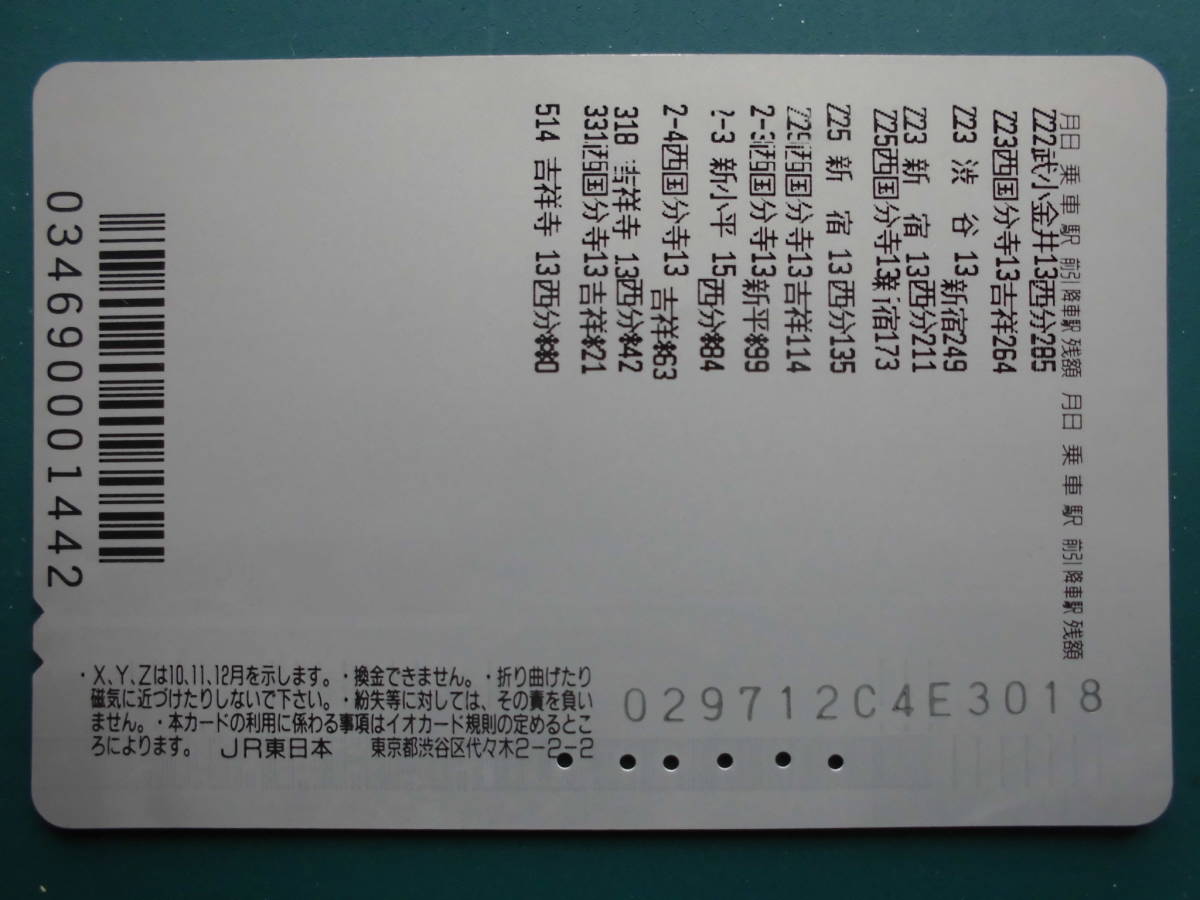 月日 乗車駅 前引 降車駅 残額 月日 乗車駅 前引 降車駅 残額
Z22武小金井13西分285
Z23西国分寺13吉祥264
Z23 渋 谷 13新宿249
Z23 新 宿 13西分211
Z25西国分寺13新宿173
Z25 新 宿 13西分135
Z25西国分寺13吉祥114
2-3西国分寺13新平*99
2-3 新小平 15西分*84
2-4西国分寺13 吉祥*63
318 吉祥寺 13西分*42
331西国分寺13吉祥*21
514 吉祥寺 13西分**0
034690001442
・X、Y、Zは10、11、12月を示します。・換金できません。・折り曲げたり
磁気に近づけたりしないで下さい。・紛失等に対しては、その責を負い
ません。・本カードの利用に係わる事項はイオカード規則の定めるとこ
ろによります。 JR東日本 東京都渋谷区代々木2-2-2
029712C4E3018